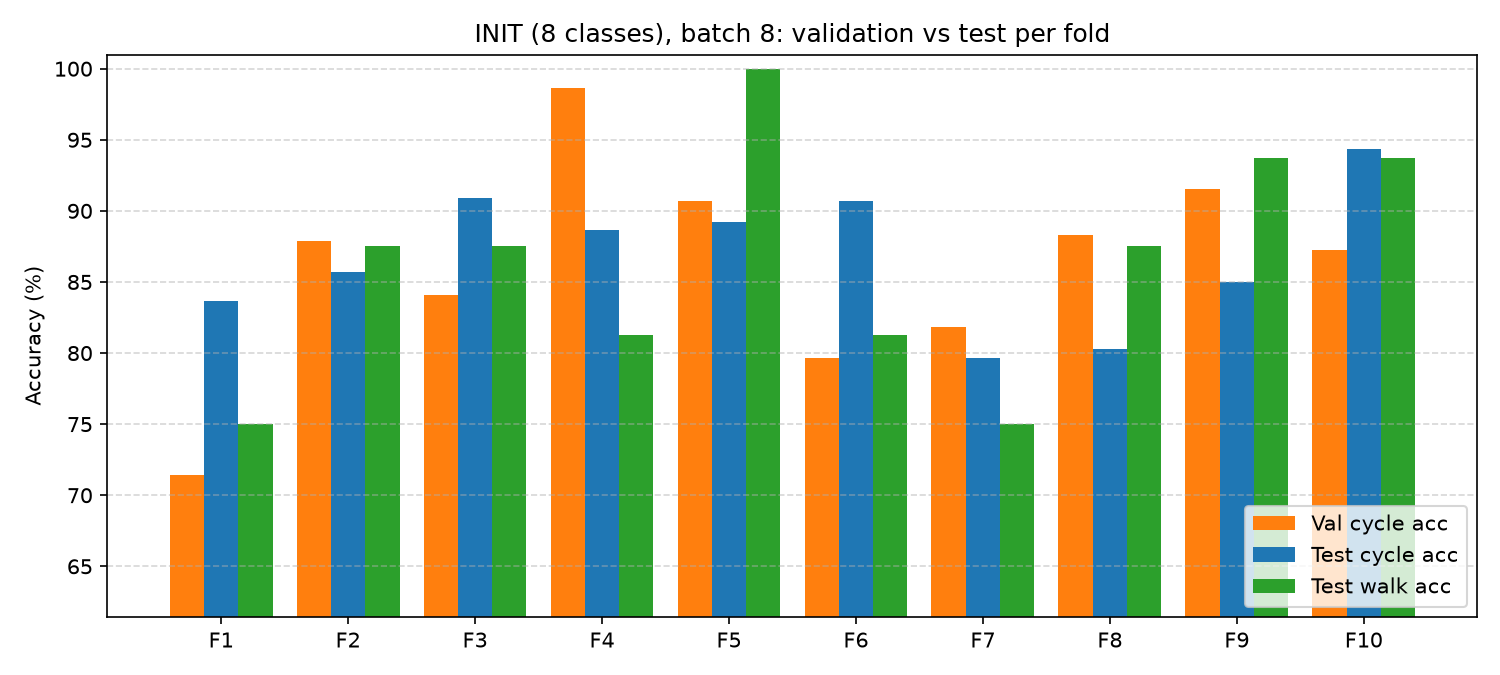 INIT (8 classes), batch 8: validation vs test per fold
Accuracy (%)
100
95
90
85
80
75
70
65
F1 F2 F3 F4 F5 F6 F7 F8 F9 F10
Val cycle acc
Test cycle acc
Test walk acc